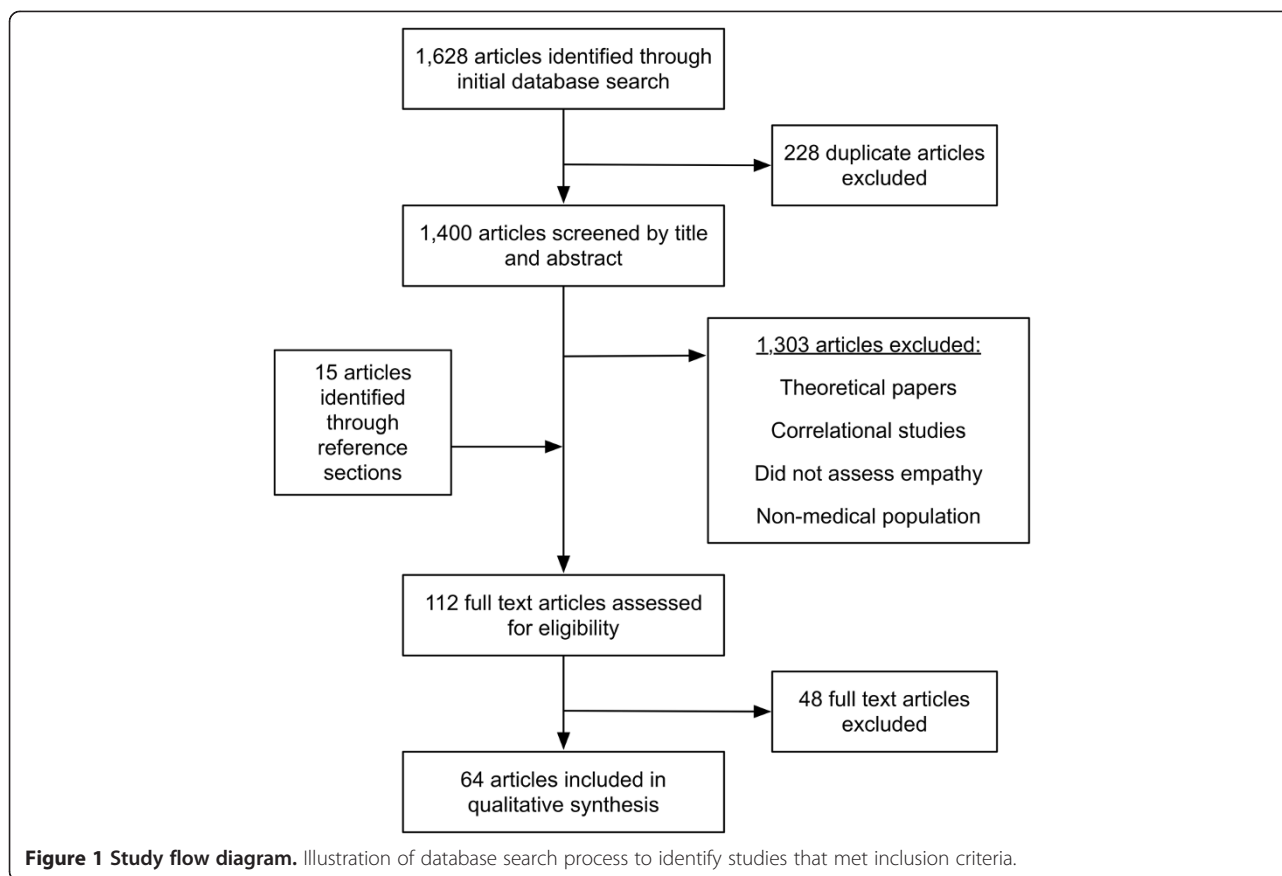 1,628 articles identified through
initial database search
228 duplicate articles
excluded
1,400 articles screened by title
and abstract
15 articles
identified
through
reference
sections
1,303 articles excluded:
Theoretical papers
Correlational studies
Did not assess empathy
Non-medical population
112 full text articles assessed
for eligibility
48 full text articles
excluded
64 articles included in
qualitative synthesis
Figure 1 Study flow diagram. Illustration of database search process to identify studies that met inclusion criteria.